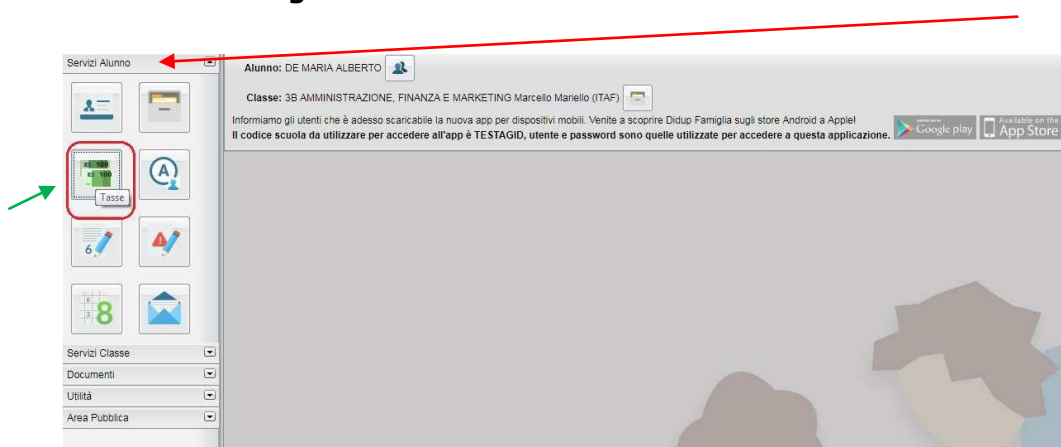 g
Servizi Alunno
Alunno: DE MARIA ALBERTO
Classe: 3B AMMINISTRAZIONE, FINANZA E MARKETING Marcello Mariello (ITAF)
Informiamo gli utenti che è adesso scaricabile la nuova app per dispositivi mobili. Venite a scoprire Didup Famiglia sugli store Android a Apple!
Il codice scuola da utilizzare per accedere all'app è TESTAGID, utente e password sono quelle utilizzate per accedere a questa applicazione.
Google play
Available on the
App Store
100
100
A
Tasse
6
8
Servizi Classe
Documenti
Utilità
Area Pubblica